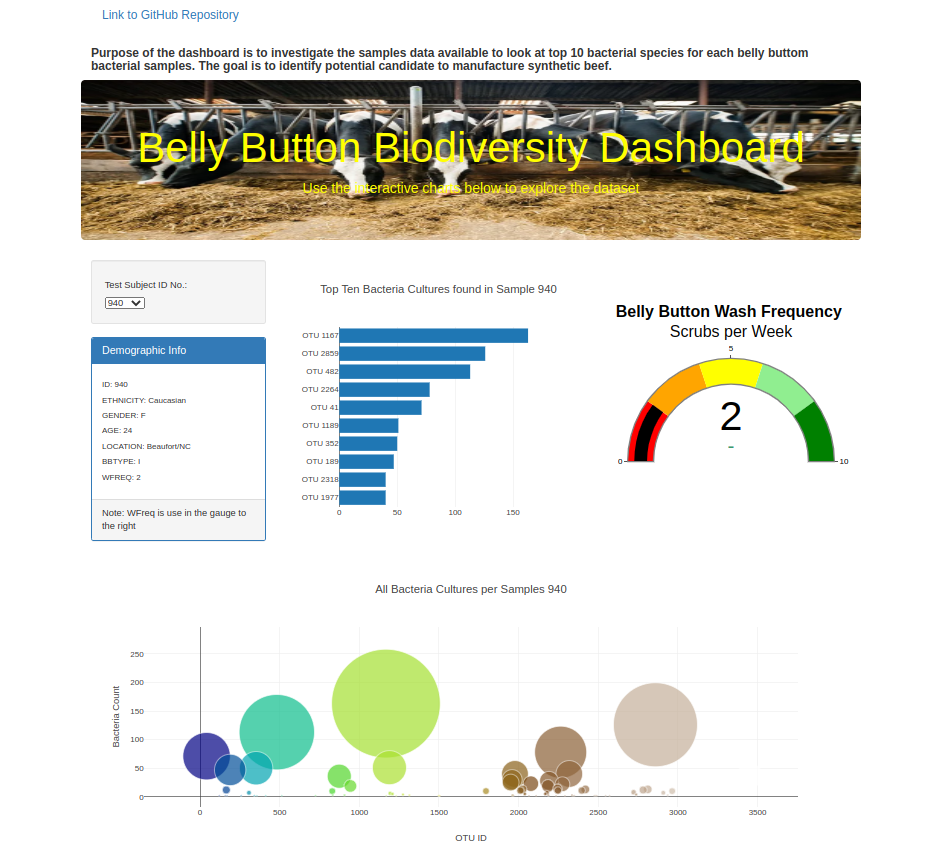 Link to GitHub Repository
Purpose of the dashboard is to investigate the samples data available to look at top 10 bacterial species for each belly buttom
bacterial samples. The goal is to identify potential candidate to manufacture synthetic beef.
Belly Button Biodiversity Dashboard
Use the interactive charts below to explore the dataset
Test Subject ID No.:
940
Demographic Info
ID: 940
ETHNICITY: Caucasian
GENDER: F
AGE: 24
LOCATION: Beaufort/NC
BBTYPE: I
WFREQ: 2
Note: WFreq is use in the gauge to
the right
Top Ten Bacteria Cultures found in Sample 940
OTU 1167
OTU 2859
OTU 482
OTU 2264
OTU 41
OTU 1189
OTU 352
OTU 189
OTU 2318
OTU 1977
0 50 100 150
Belly Button Wash Frequency
Scrubs per Week
5
2
-
0 10
All Bacteria Cultures per Samples 940
Bacteria Count
250
200
150
100
50
0
0 500 1000 1500 2000 2500 3000 3500
OTU ID